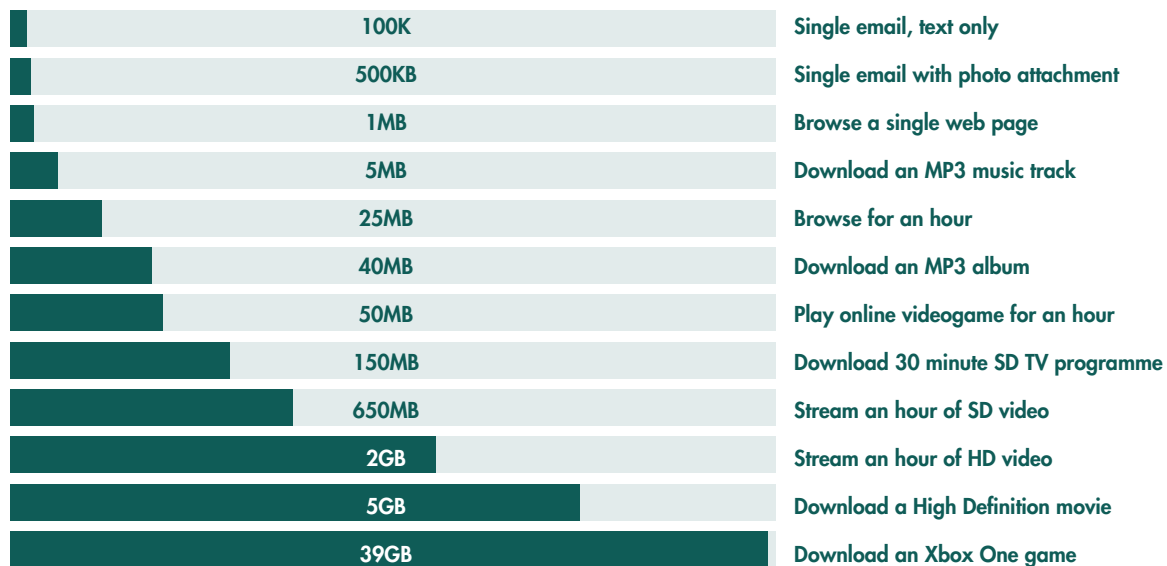 100K Single email, text only
500KB Single email with photo attachment
1MB Browse a single web page
5MB Download an MP3 music track
25MB Browse for an hour
40MB Download an MP3 album
50MB Play online videogame for an hour
150MB Download 30 minute SD TV programme
650MB Stream an hour of SD video
2GB Stream an hour of HD video
5GB Download a High Definition movie
39GB Download an Xbox One game